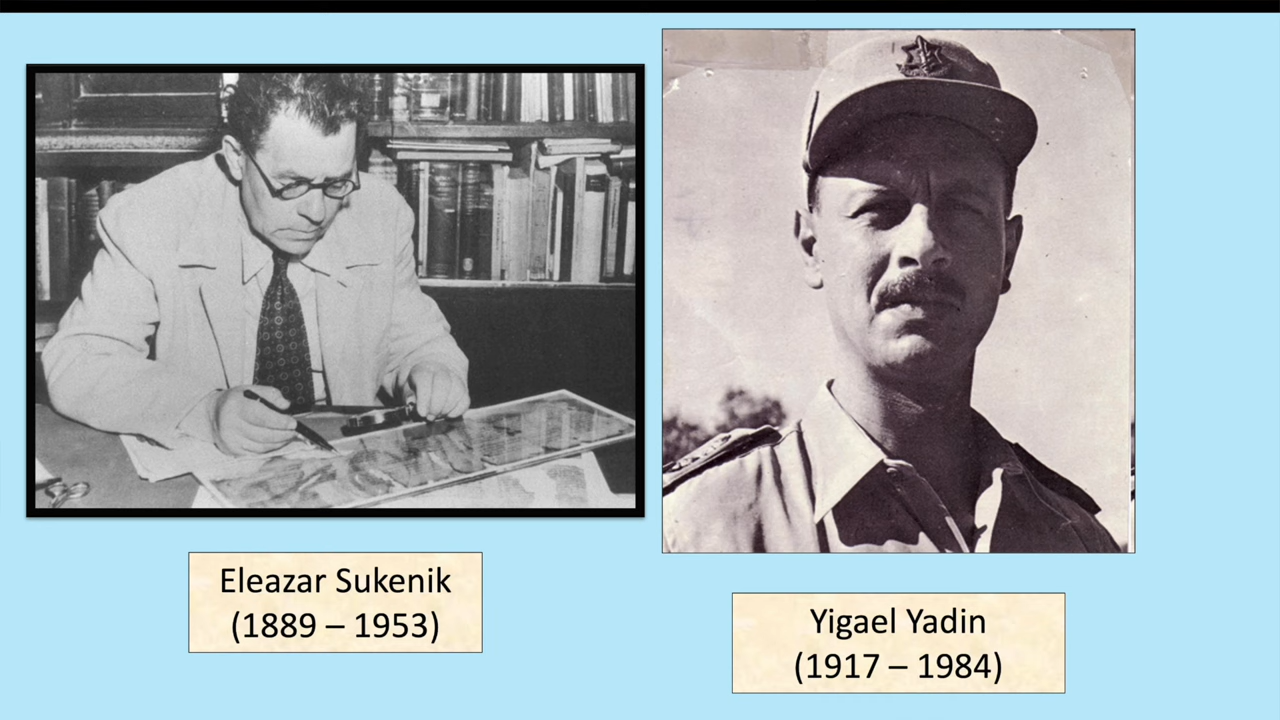 Eleazar Sukenik
(1889 – 1953)
Yigael Yadin
(1917 – 1984)